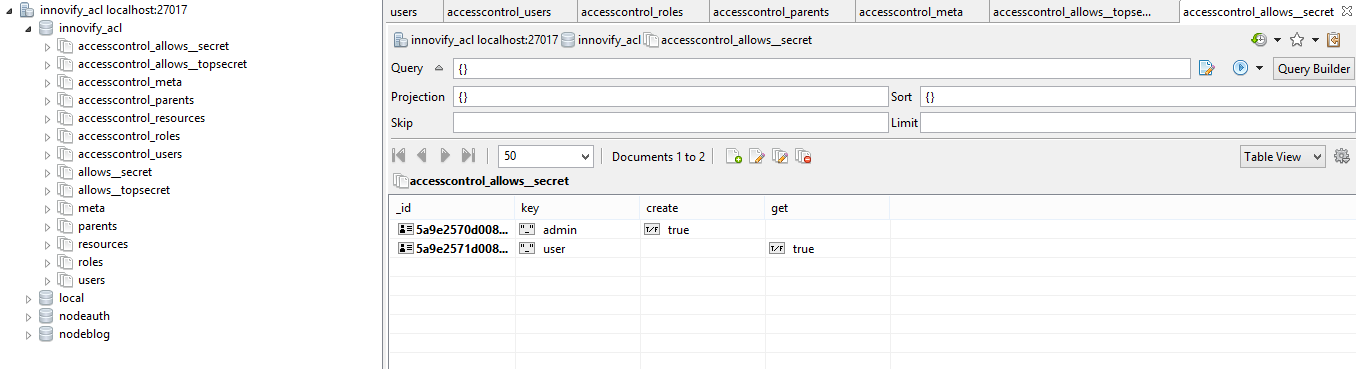 innovify_acl localhost:27017
innovify_acl
accesscontrol_allows__secret
accesscontrol_allows__topsecret
accesscontrol_meta
accesscontrol_parents
accesscontrol_resources
accesscontrol_roles
accesscontrol_users
allows__secret
allows__topsecret
meta
parents
resources
roles
users
local
nodeauth
nodeblog
users accesscontrol_users accesscontrol_roles accesscontrol_parents accesscontrol_meta accesscontrol_allows__topse... accesscontrol_allows__secret
innovify_acl localhost:27017 innovify_acl accesscontrol_allows__secret
Query {} Query Builder
Projection {} Sort {}
Skip Limit
50 Documents 1 to 2 Table View
accesscontrol_allows__secret
_id key create get
5a9e2570d008... "_" admin T/F true
5a9e2571d008... "_" user T/F true